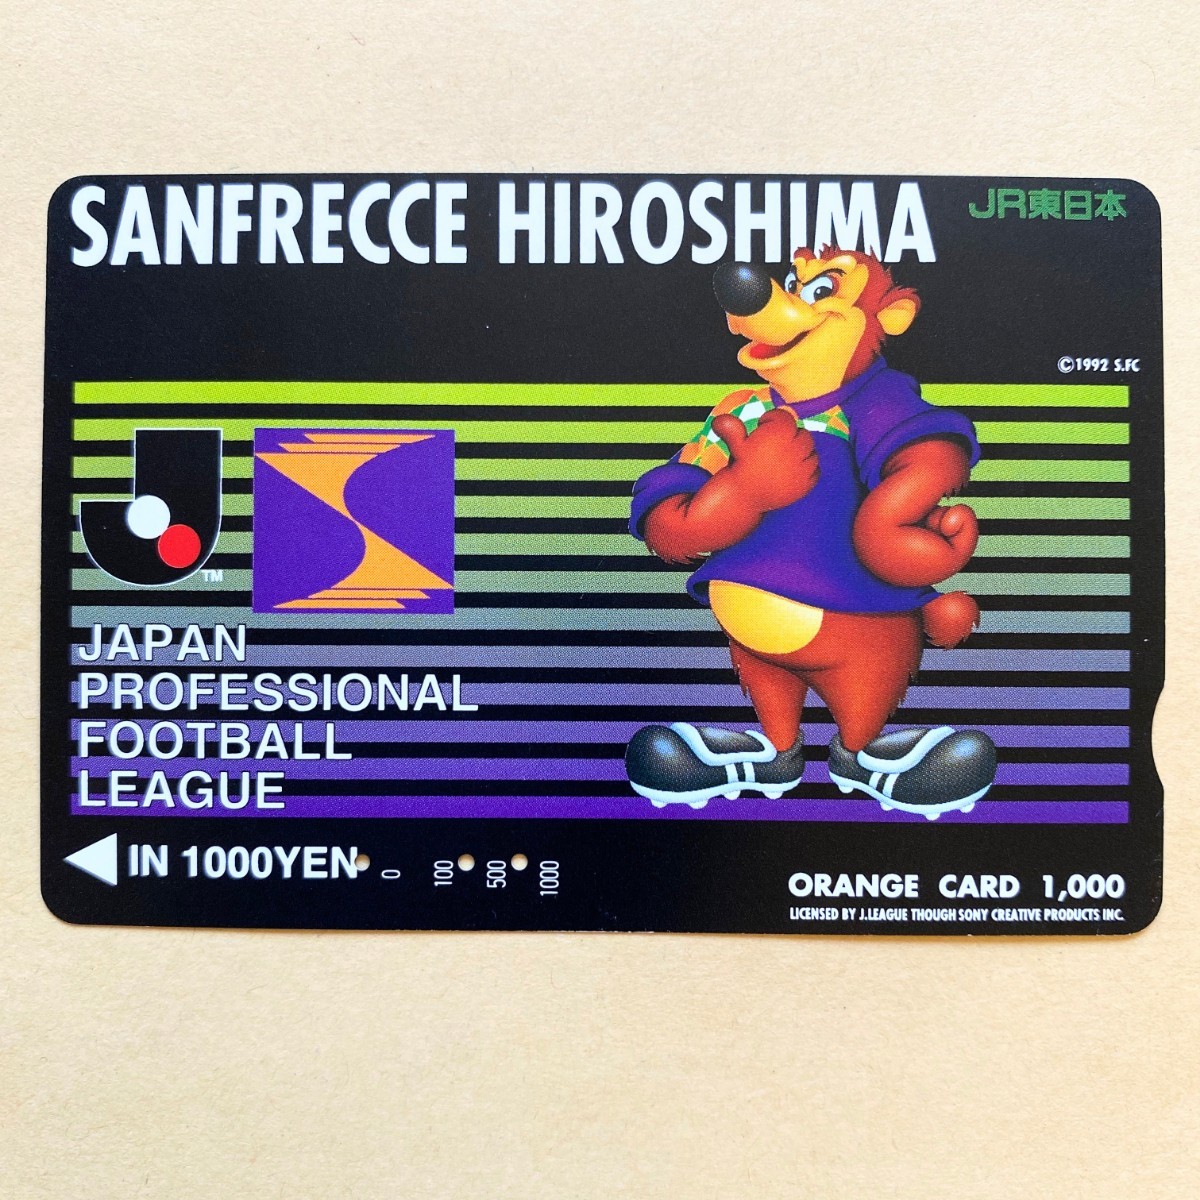 SANFRECCE HIROSHIMA
JR東日本
©1992 S.FC
J
TM
JAPAN
PROFESSIONAL
FOOTBALL
LEAGUE
IN 1000YEN
0 100 500 1000
ORANGE CARD 1,000
LICENSED BY J.LEAGUE THOUGH SONY CREATIVE PRODUCTS INC.